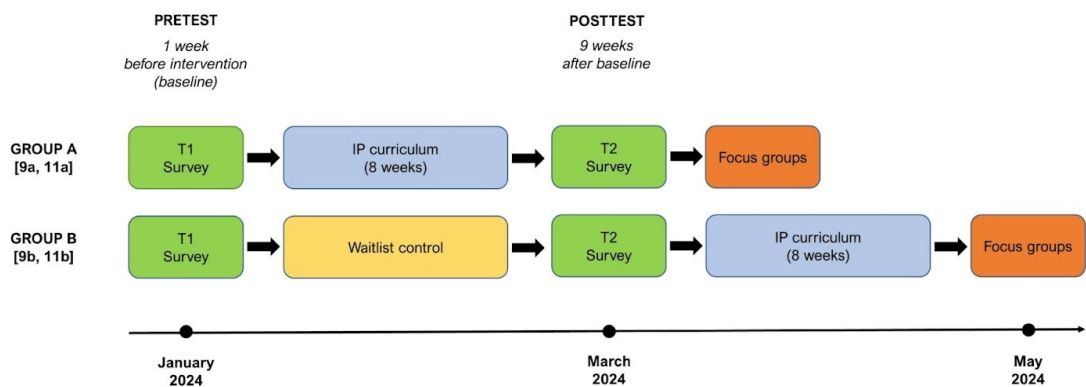 PRETEST
1 week
before intervention
(baseline)
POSTTEST
9 weeks
after baseline
GROUP A
[9a, 11a]
T1
Survey
IP curriculum
(8 weeks)
T2
Survey
Focus groups
GROUP B
[9b, 11b]
T1
Survey
Waitlist control
T2
Survey
IP curriculum
(8 weeks)
Focus groups
January
2024
March
2024
May
2024